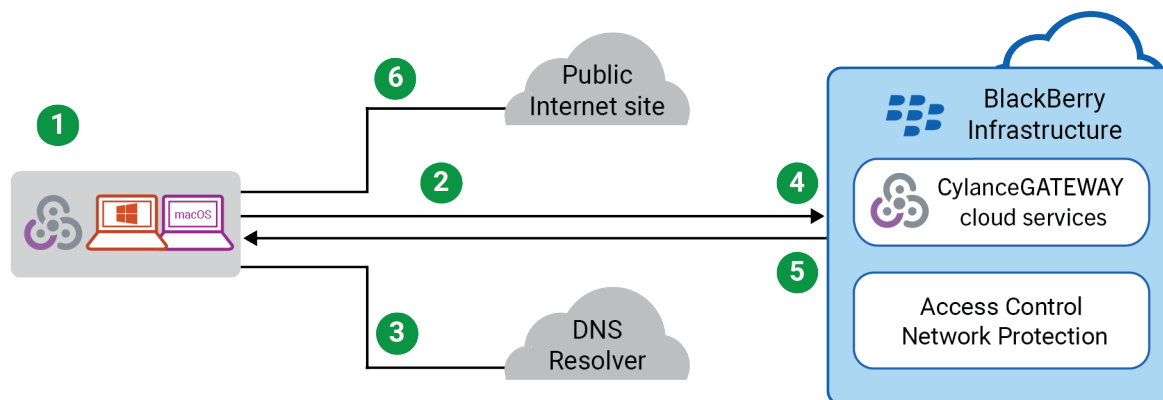 6
Public
Internet site
1
BlackBerry
Infrastructure
2
4
CylanceGATEWAY
cloud services
macOS
5
3
DNS
Resolver
Access Control
Network Protection